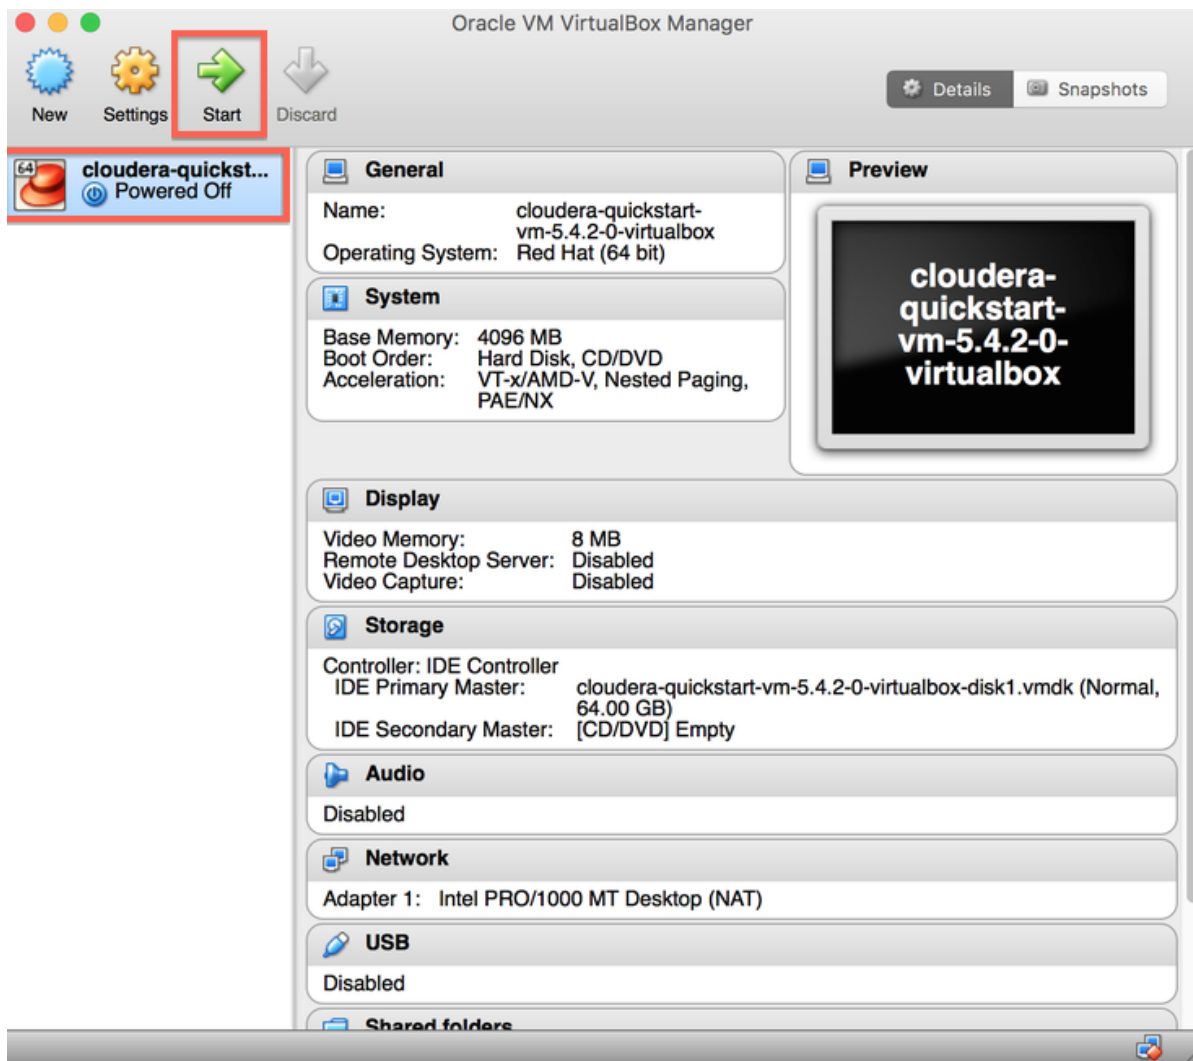 Oracle VM VirtualBox Manager
New
Settings
Start
Discard
Details
Snapshots
64
cloudera-quickst...
Powered Off
General
Name: cloudera-quickstart-
vm-5.4.2-0-virtualbox
Operating System: Red Hat (64 bit)
System
Base Memory: 4096 MB
Boot Order: Hard Disk, CD/DVD
Acceleration: VT-x/AMD-V, Nested Paging,
PAE/NX
Preview
cloudera-
quickstart-
vm-5.4.2-0-
virtualbox
Display
Video Memory: 8 MB
Remote Desktop Server: Disabled
Video Capture: Disabled
Storage
Controller: IDE Controller
IDE Primary Master: cloudera-quickstart-vm-5.4.2-0-virtualbox-disk1.vmdk (Normal,
64.00 GB)
IDE Secondary Master: [CD/DVD] Empty
Audio
Disabled
Network
Adapter 1: Intel PRO/1000 MT Desktop (NAT)
USB
Disabled
Shared folders